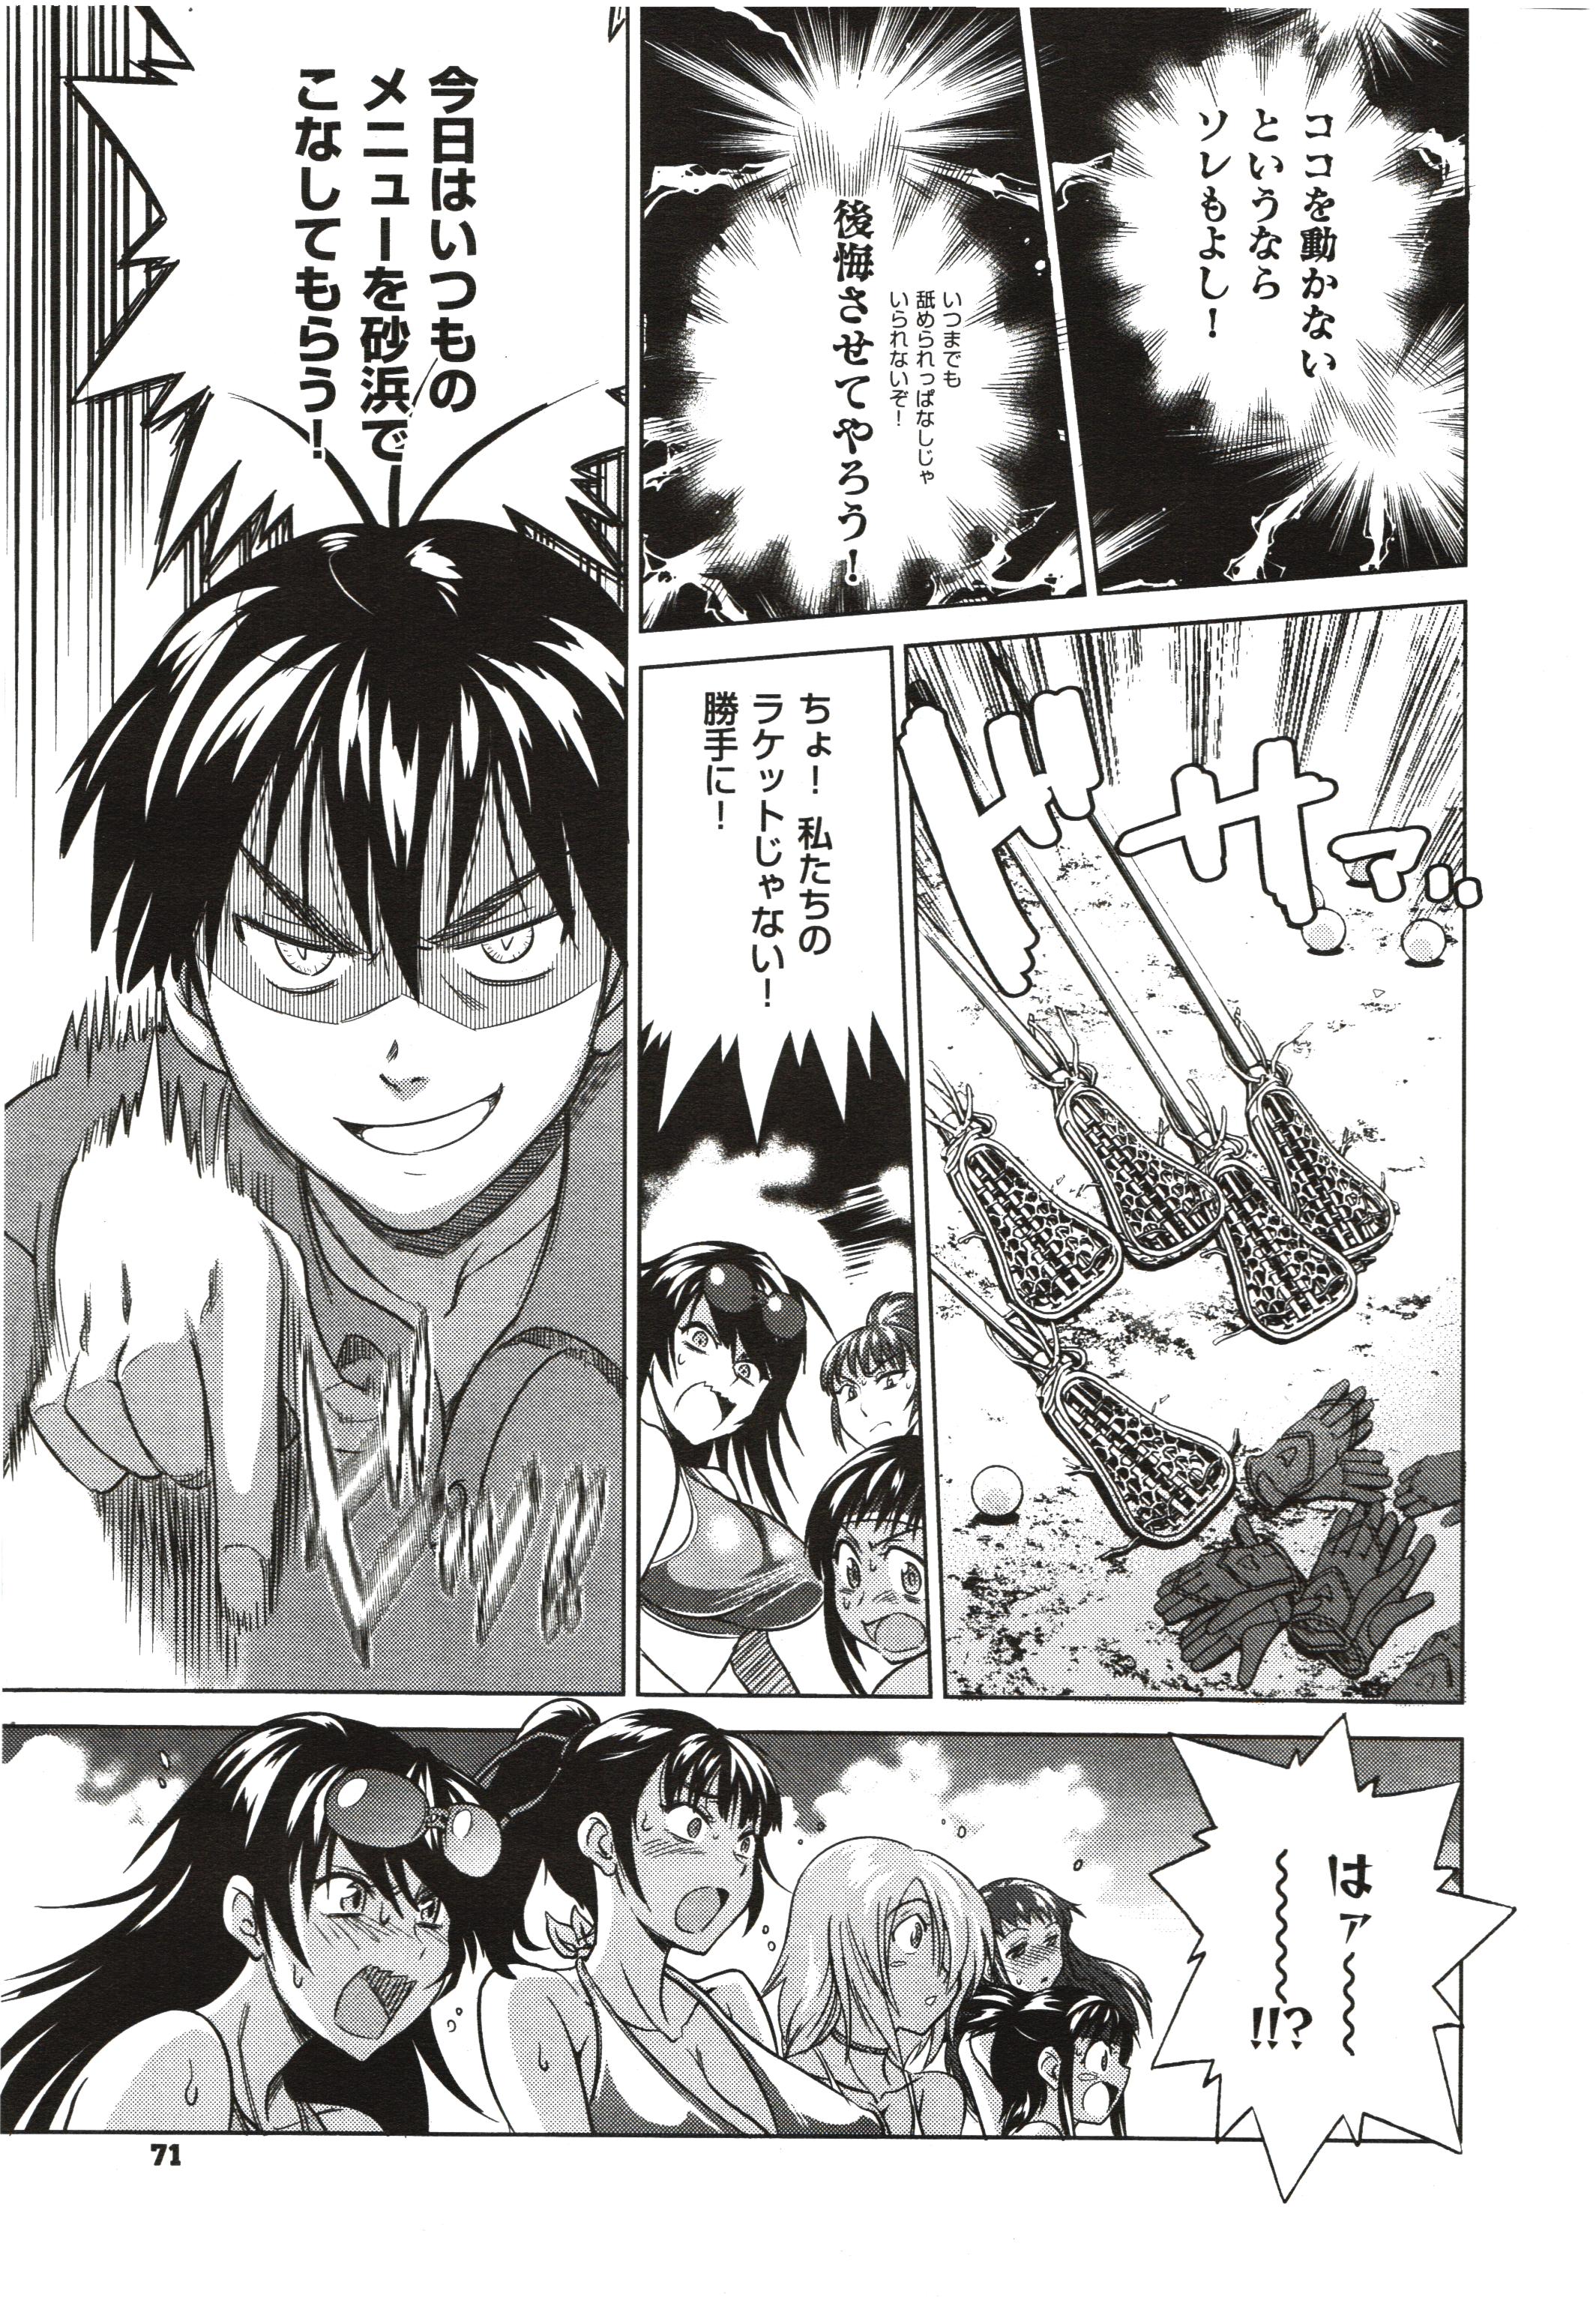 ココを動かない
というなら
ソレもよし！
いつまでも
舐められっぱなしじゃ
いられないぞ！
後悔させてやろう！
ドサァッ
ちょ！私たちの
ラケットじゃない！
勝手に！
今日はいつもの
メニューを砂浜で
こなしてもらう！
はァ〜〜
〜〜〜〜!!?
71